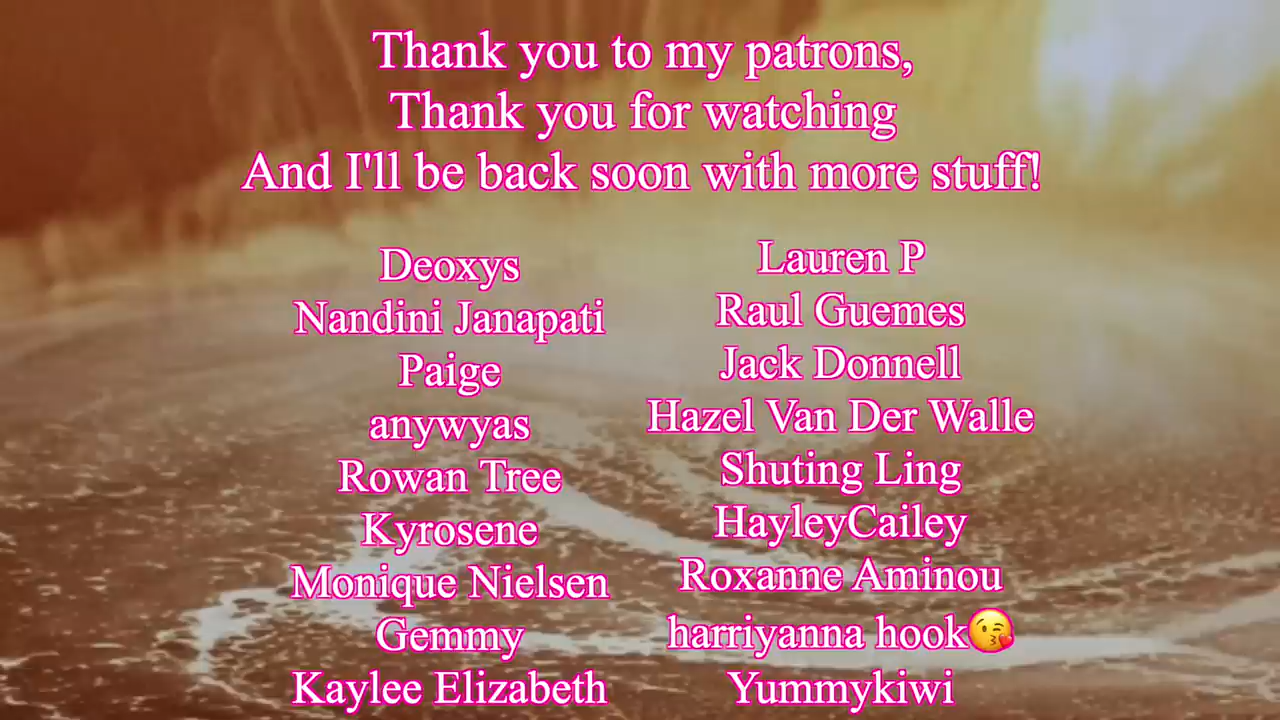 Thank you to my patrons,
Thank you for watching
And I'll be back soon with more stuff!
Deoxys
Nandini Janapati
Paige
anywyas
Rowan Tree
Kyrosene
Monique Nielsen
Gemmy
Kaylee Elizabeth
Lauren P
Raul Guemes
Jack Donnell
Hazel Van Der Walle
Shuting Ling
HayleyCailey
Roxanne Aminou
harriyanna hook😘
Yummykiwi